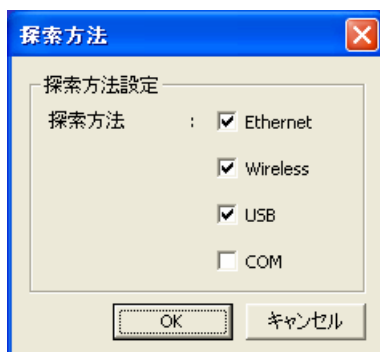 探索方法
探索方法設定
探索方法 : Ethernet
Wireless
USB
COM
OK キャンセル